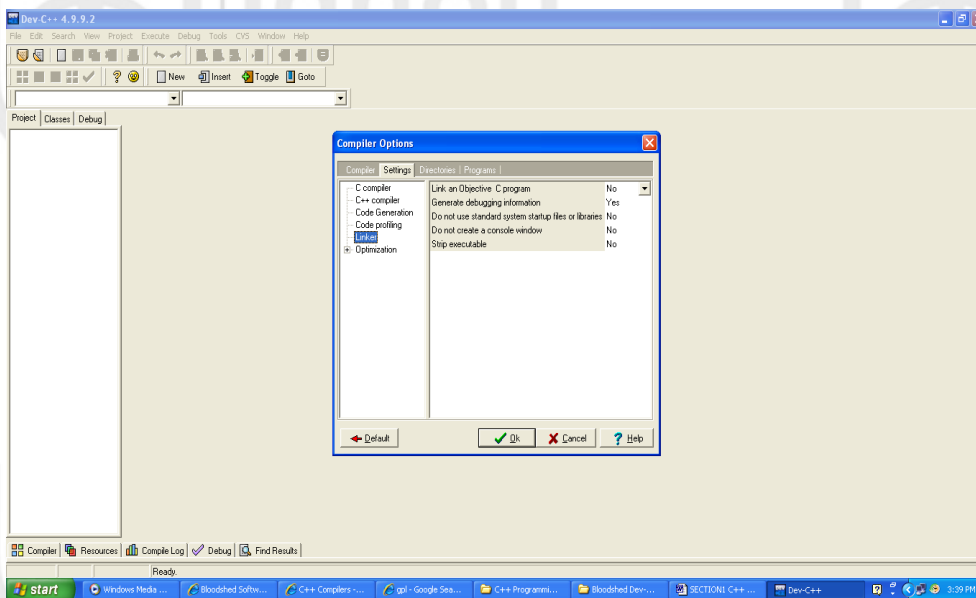 Dev-C++ 4.9.9.2
File Edit Search View Project Execute Debug Tools CVS Window Help
New Insert Toggle Goto
Project Classes Debug
Compiler Options
Compiler Settings Directories Programs
C compiler
C++ compiler
Code Generation
Code profiling
Linker
Optimization
Link an Objective C program No
Generate debugging information Yes
Do not use standard system startup files or libraries No
Do not create a console window No
Strip executable No
Default Ok Cancel Help
Compiler Resources Compile Log Debug Find Results
Ready.
start Windows Media ... Bloodshed Softw... C++ Compilers -... gpl - Google Sea... C++ Programmi... Bloodshed Dev-... SECTION1 C++ ... Dev-C++ 3:39 PM